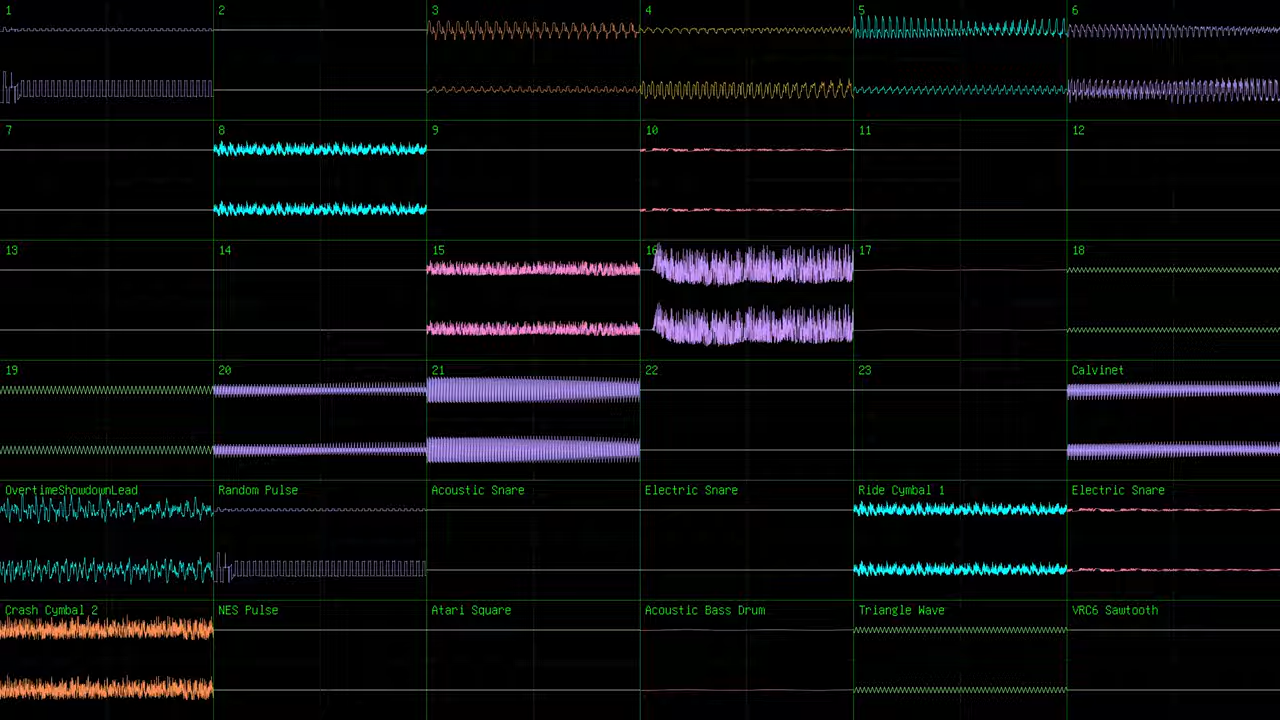 1 2 3 4 5 6
7 8 9 10 11 12
13 14 15 16 17 18
19 20 21 22 23 Calvinet
OvertimeShowdownLead Random Pulse Acoustic Snare Electric Snare Ride Cymbal 1 Electric Snare
Crash Cymbal 2 NES Pulse Atari Square Acoustic Bass Drum Triangle Wave VRC6 Sawtooth